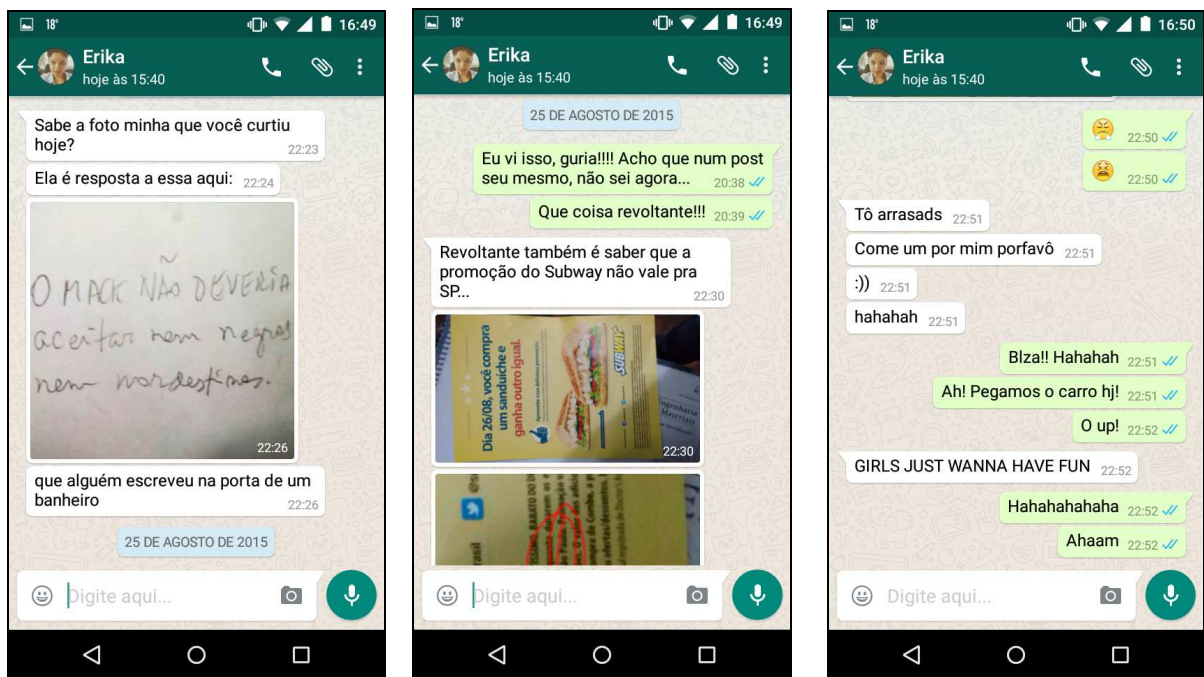 18°
16:49
Erika
hoje às 15:40
Sabe a foto minha que você curtiu
hoje?
22:23
Ela é resposta a essa aqui: 22:24
O MACK NÃO DEVERIA
aceitar nem negros
nem nordestinos.
22:26
que alguém escreveu na porta de um
banheiro
22:26
25 DE AGOSTO DE 2015
Digite aqui...
18°
16:49
Erika
hoje às 15:40
25 DE AGOSTO DE 2015
Eu vi isso, guria!!!! Acho que num post
seu mesmo, não sei agora... 20:38
Que coisa revoltante!!! 20:39
Revoltante também é saber que a
promoção do Subway não vale pra
SP...
22:30
Dia 26/08, você compra
um sanduíche e
ganha outro igual.
SUBWAY
Engenharia
Materiais
22:30
rasil
BARATO DO
Digite aqui...
18°
16:50
Erika
hoje às 15:40
22:50
22:50
Tô arrasads 22:51
Come um por mim porfavô 22:51
:)) 22:51
hahahah 22:51
Blza!! Hahahah 22:51
Ah! Pegamos o carro hj! 22:51
O up! 22:52
GIRLS JUST WANNA HAVE FUN 22:52
Hahahahahaha 22:52
Ahaam 22:52
Digite aqui...